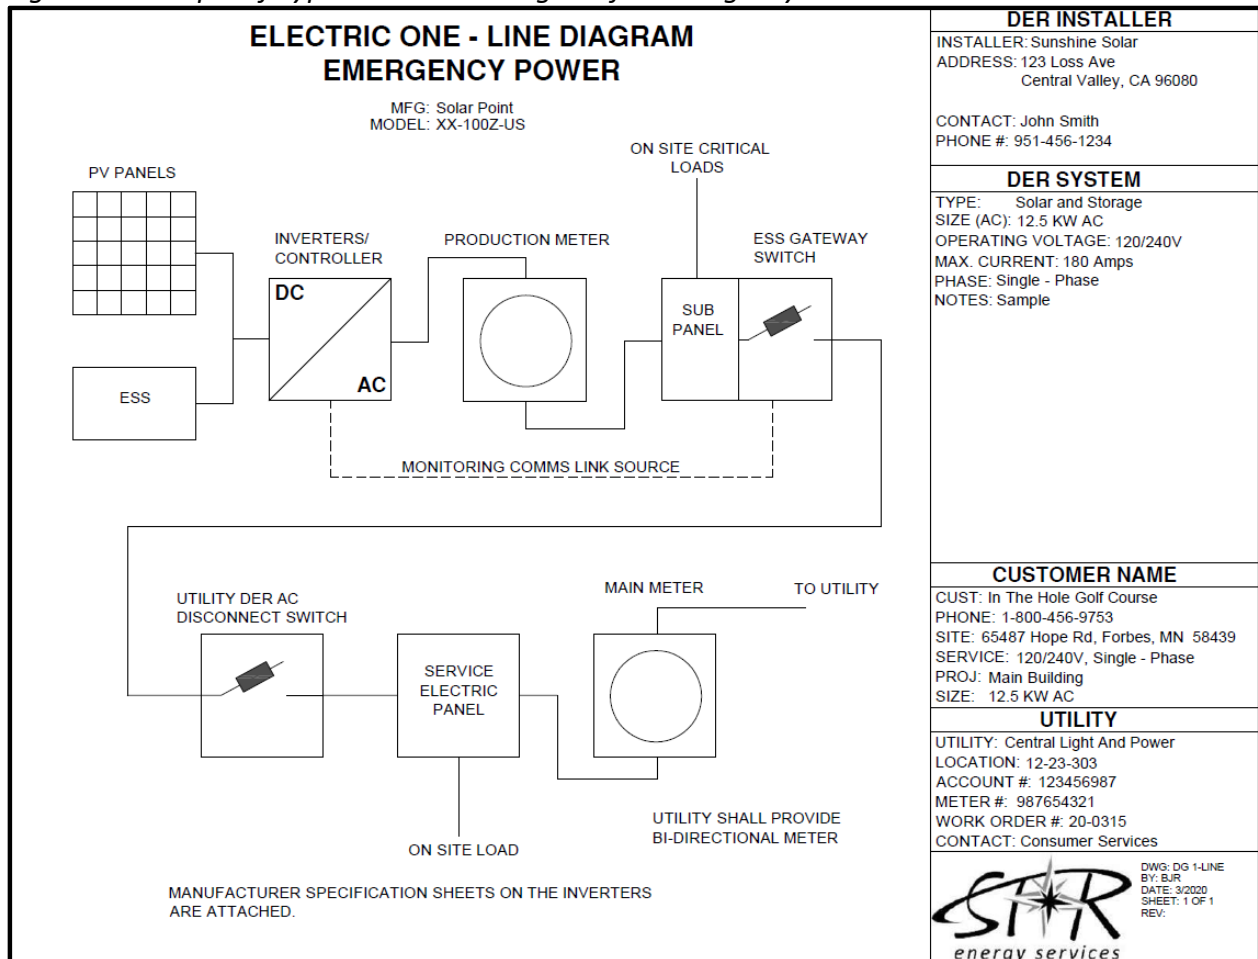 ELECTRIC ONE - LINE DIAGRAM
EMERGENCY POWER
MFG: Solar Point
MODEL: XX-100Z-US
ON SITE CRITICAL
LOADS
PV PANELS
INVERTERS/
CONTROLLER
PRODUCTION METER
ESS GATEWAY
SWITCH
DC
AC
SUB
PANEL
ESS
MONITORING COMMS LINK SOURCE
UTILITY DER AC
DISCONNECT SWITCH
MAIN METER
TO UTILITY
SERVICE
ELECTRIC
PANEL
UTILITY SHALL PROVIDE
BI-DIRECTIONAL METER
ON SITE LOAD
MANUFACTURER SPECIFICATION SHEETS ON THE INVERTERS
ARE ATTACHED.
DER INSTALLER
INSTALLER: Sunshine Solar
ADDRESS: 123 Loss Ave
Central Valley, CA 96080
CONTACT: John Smith
PHONE #: 951-456-1234
DER SYSTEM
TYPE: Solar and Storage
SIZE (AC): 12.5 KW AC
OPERATING VOLTAGE: 120/240V
MAX. CURRENT: 180 Amps
PHASE: Single - Phase
NOTES: Sample
CUSTOMER NAME
CUST: In The Hole Golf Course
PHONE: 1-800-456-9753
SITE: 65487 Hope Rd, Forbes, MN 58439
SERVICE: 120/240V, Single - Phase
PROJ: Main Building
SIZE: 12.5 KW AC
UTILITY
UTILITY: Central Light And Power
LOCATION: 12-23-303
ACCOUNT #: 123456987
METER #: 987654321
WORK ORDER #: 20-0315
CONTACT: Consumer Services
STAR
energy services
DWG: DG 1-LINE
BY: BJR
DATE: 3/2020
SHEET: 1 OF 1
REV: